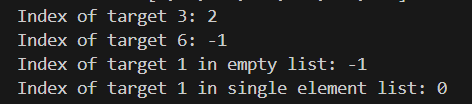 Index of target 3: 2
Index of target 6: -1
Index of target 1 in empty list: -1
Index of target 1 in single element list: 0